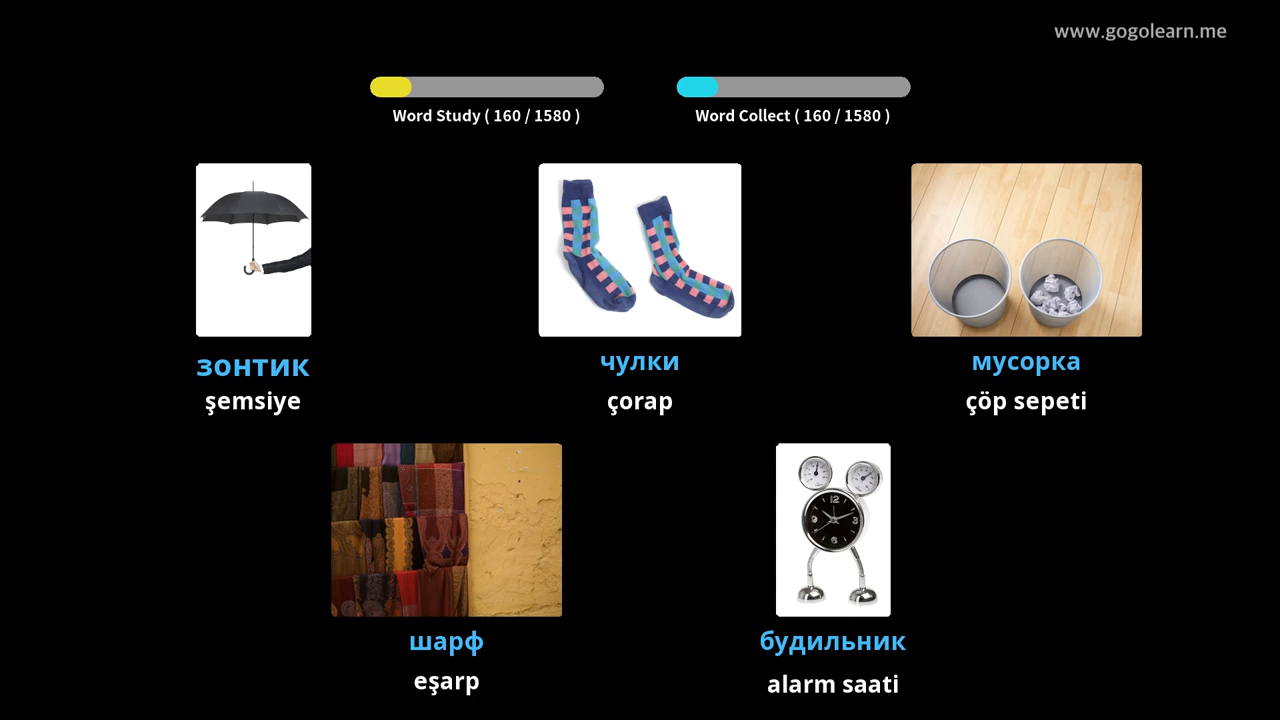 www.gogolearn.me
Word Study ( 160 / 1580 )
Word Collect ( 160 / 1580 )
зонтик
şemsiye
чулки
çorap
мусорка
çöp sepeti
шарф
eşarp
будильник
alarm saati